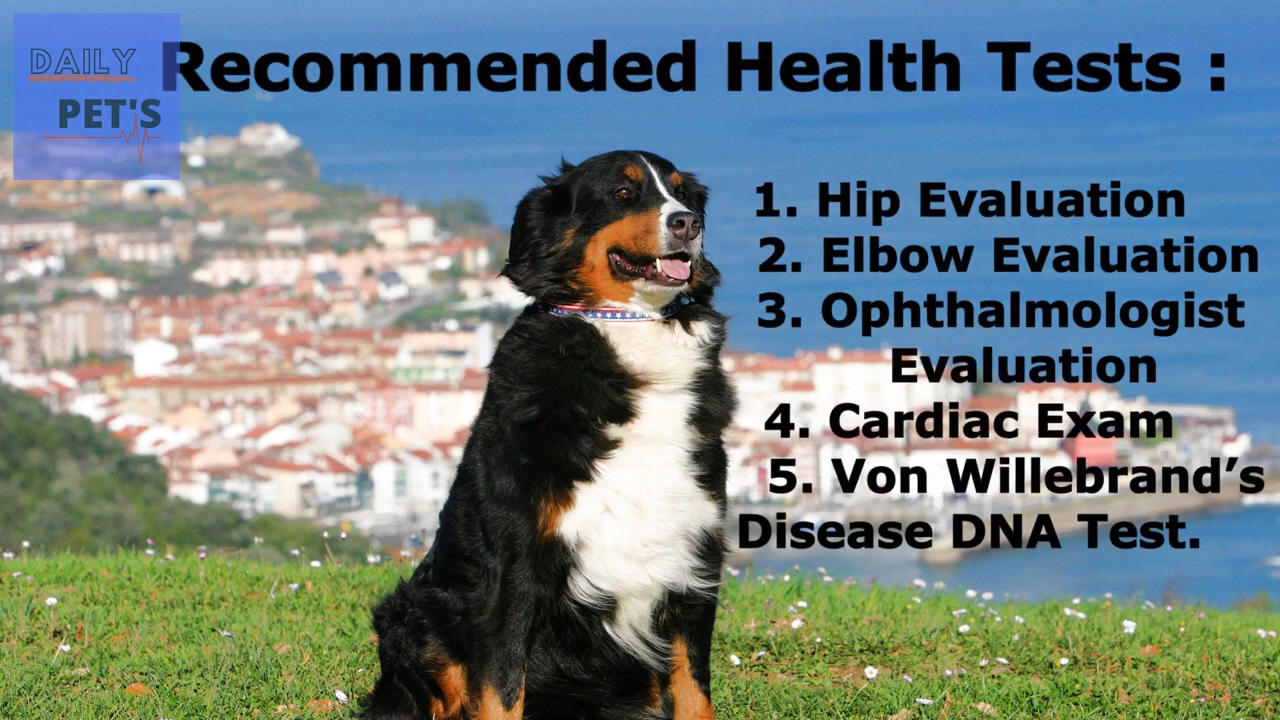 DAILY
PET'S
Recommended Health Tests :
1. Hip Evaluation
2. Elbow Evaluation
3. Ophthalmologist
Evaluation
4. Cardiac Exam
5. Von Willebrand’s
Disease DNA Test.